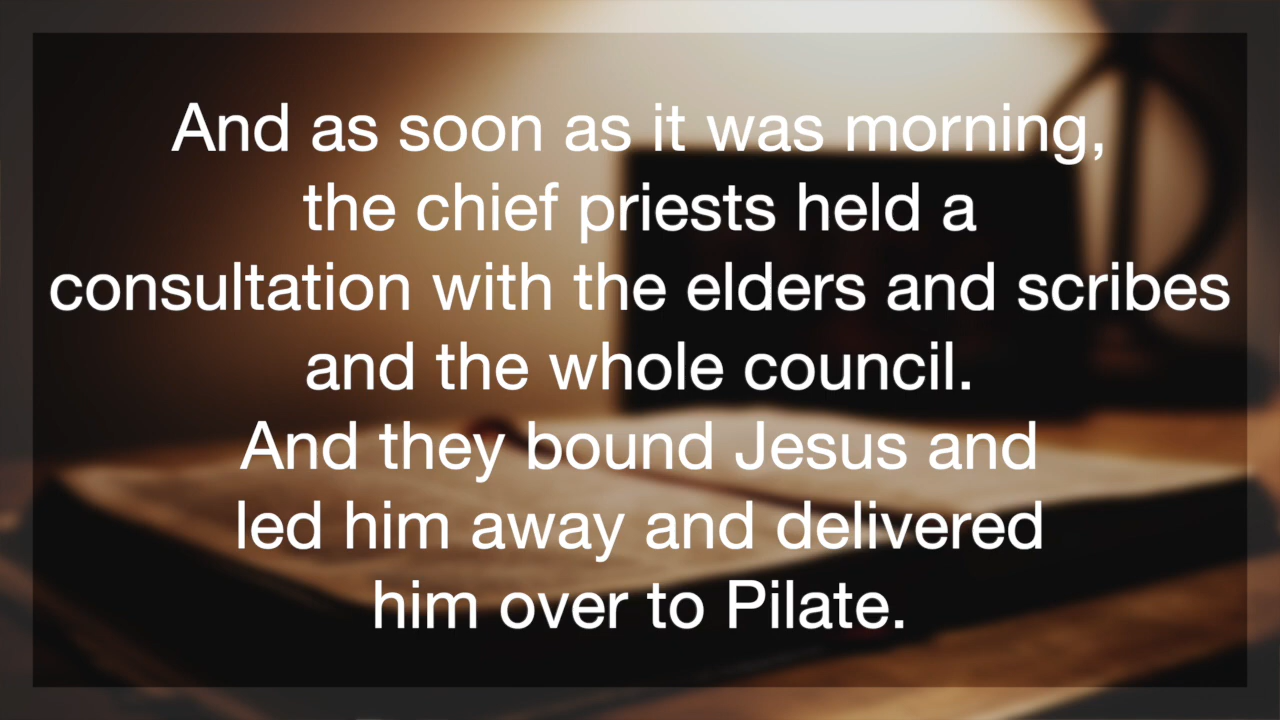 And as soon as it was morning,
the chief priests held a
consultation with the elders and scribes
and the whole council.
And they bound Jesus and
led him away and delivered
him over to Pilate.